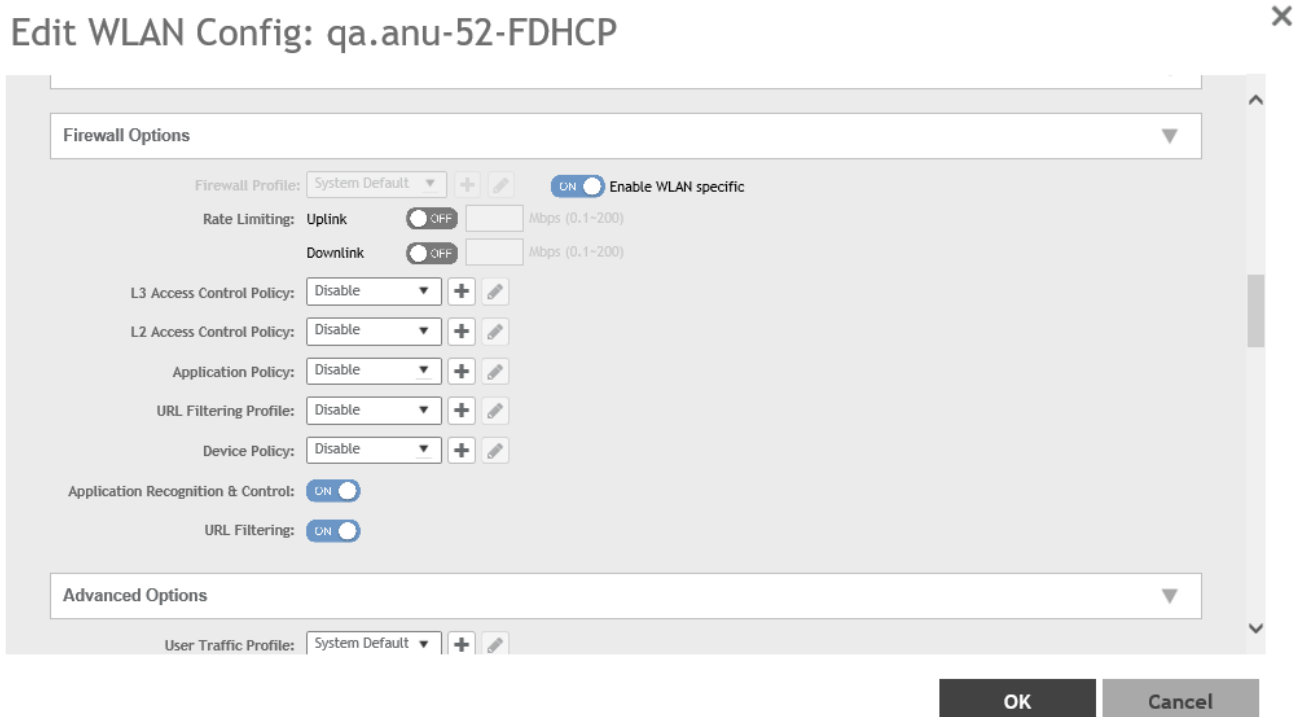 Edit WLAN Config: qa.anu-52-FDHCP
Firewall Options
Firewall Profile: System Default ON Enable WLAN specific
Rate Limiting: Uplink OFF Mbps (0.1~200)
Downlink OFF Mbps (0.1~200)
L3 Access Control Policy: Disable
L2 Access Control Policy: Disable
Application Policy: Disable
URL Filtering Profile: Disable
Device Policy: Disable
Application Recognition & Control: ON
URL Filtering: ON
Advanced Options
User Traffic Profile: System Default
OK Cancel